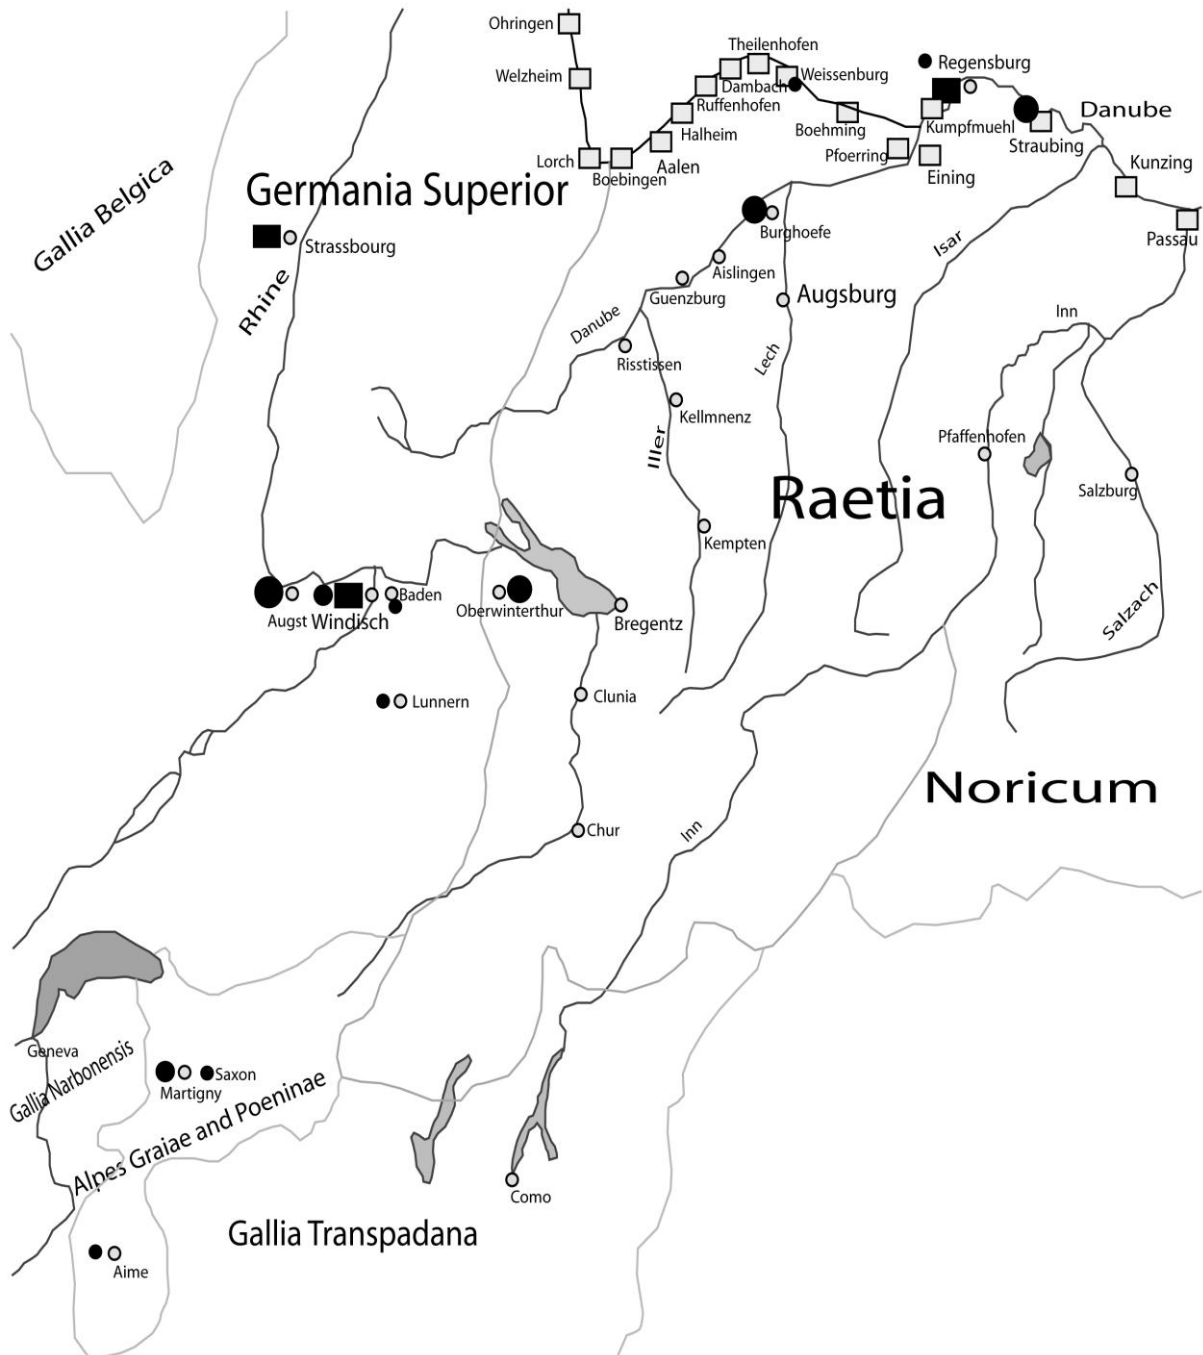 Ohringen
Theilenhofen
Regensburg
Welzheim
Weissenburg
Dambach
Ruffenhofen
Danube
Halheim
Boehming
Kumpfmuehl
Straubing
Lorch
Aalen
Pfoerring
Kunzing
Boebingen
Eining
Gallia Belgica
Germania Superior
Burghoefe
Passau
Strassbourg
Isar
Rhine
Aislingen
Guenzburg
Augsburg
Danube
Inn
Risstissen
Lech
Kellmnenz
Iller
Pfaffenhofen
Raetia
Salzburg
Kempten
Baden
Augst
Windisch
Oberwinterthur
Bregentz
Salzach
Clunia
Lunnern
Noricum
Inn
Chur
Geneva
Gallia Narbonensis
Saxon
Martigny
Alpes Graiae and Poeninae
Como
Gallia Transpadana
Aime